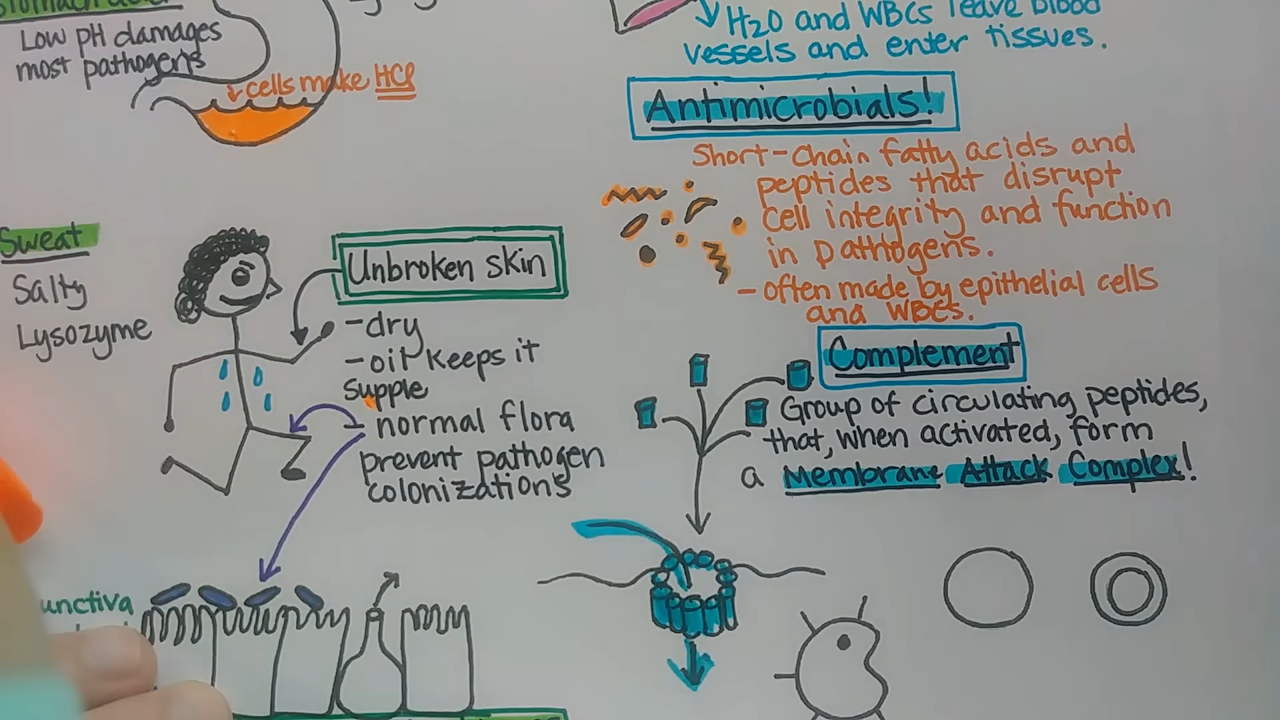 Low pH damages
most pathogens
cells make HCl
Sweat
Salty
Lysozyme
Unbroken skin
-dry
-oil keeps it
supple
normal flora
prevent pathogen
colonizations
unctiva
H2O and WBCs leave blood
vessels and enter tissues.
Antimicrobials!
Short-chain fatty acids and
peptides that disrupt
cell integrity and function
in pathogens.
-often made by epithelial cells
and WBCs.
Complement
Group of circulating peptides,
that, when activated, form
a Membrane Attack Complex!